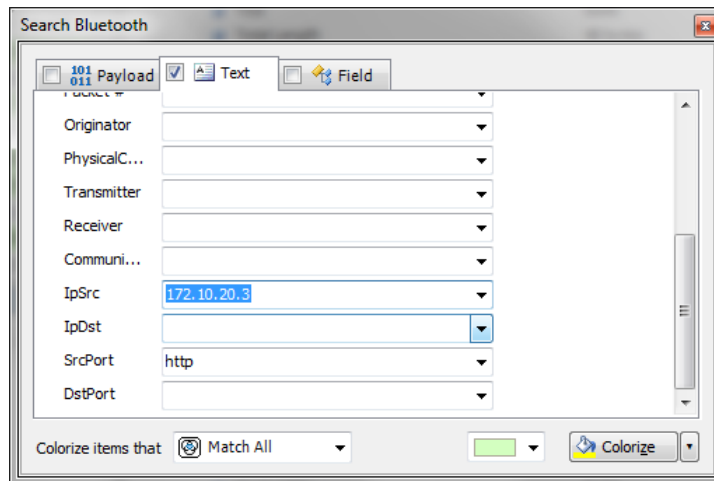 Search Bluetooth
101 011 Payload Text Field
Packet #
Originator
PhysicalC...
Transmitter
Receiver
Communi...
IpSrc 172.10.20.3
IpDst
SrcPort http
DstPort
Colorize items that Match All Colorize